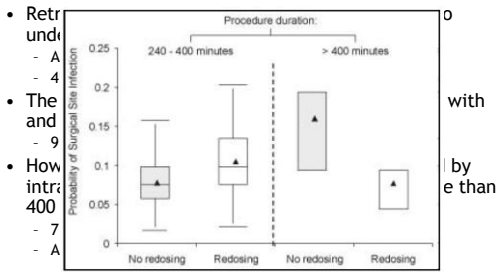 • Retr o
unde
- A
- 4
• The with
and
- 9
• How by
intra e than
400
- 7
- A
Procedure duration:
240 - 400 minutes > 400 minutes
Probability of Surgical Site Infection
0.25
0.2
0.15
0.1
0.05
0
No redosing Redosing No redosing Redosing